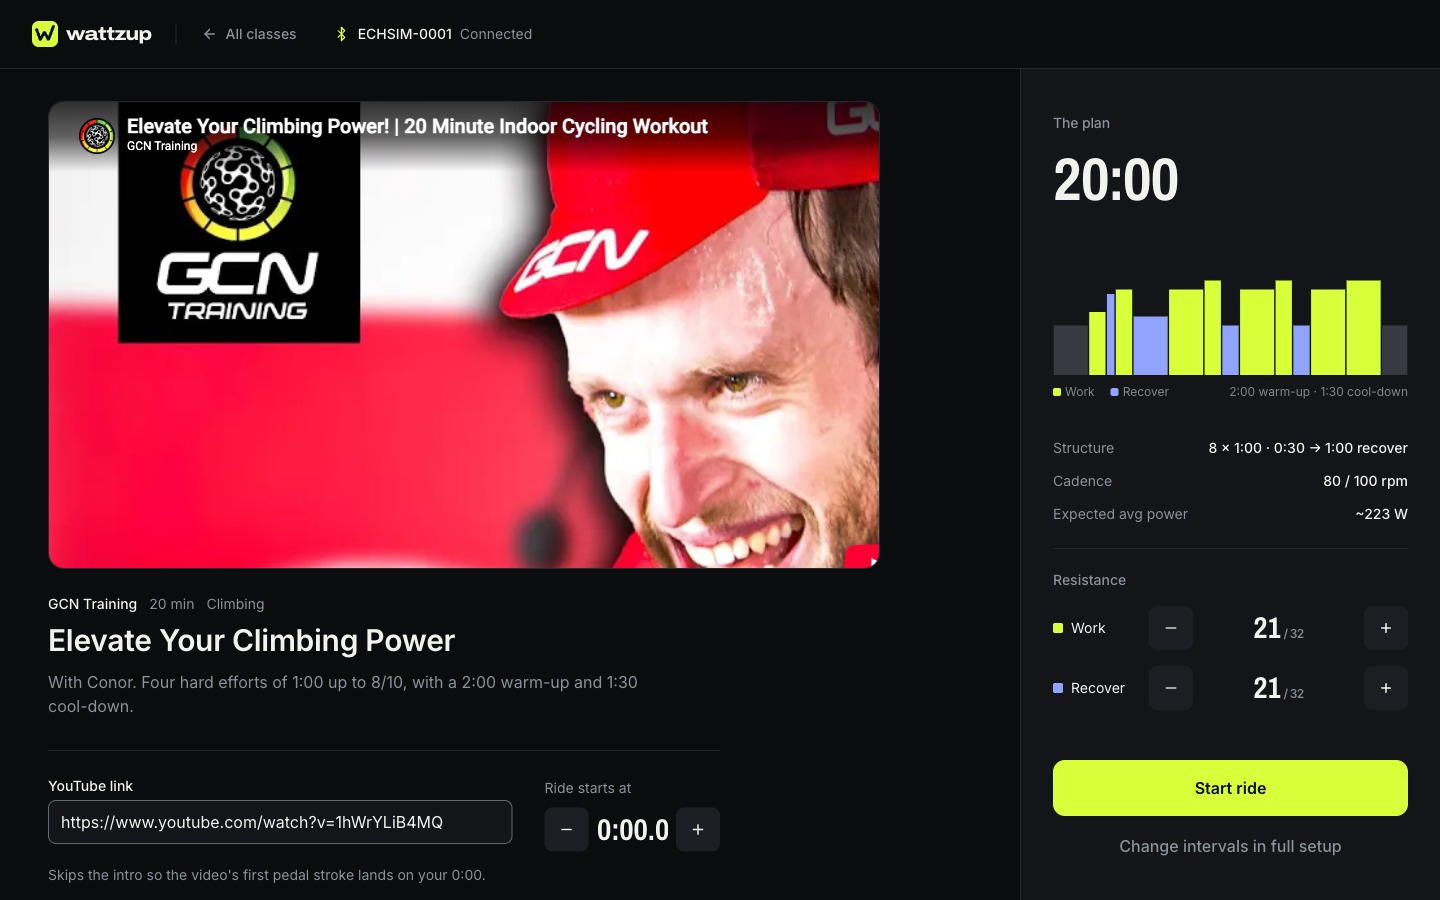 wattzup
All classes
ECHSIM-0001 Connected
Elevate Your Climbing Power! | 20 Minute Indoor Cycling Workout
GCN Training
GCN
TRAINING
GCN
The plan
20:00
Work
Recover
2:00 warm-up · 1:30 cool-down
Structure
8 × 1:00 · 0:30 → 1:00 recover
Cadence
80 / 100 rpm
Expected avg power
~223 W
Resistance
Work
−
21 / 32
+
Recover
−
21 / 32
+
Start ride
Change intervals in full setup
GCN Training 20 min Climbing
Elevate Your Climbing Power
With Conor. Four hard efforts of 1:00 up to 8/10, with a 2:00 warm-up and 1:30
cool-down.
YouTube link
https://www.youtube.com/watch?v=1hWrYLiB4MQ
Ride starts at
−
0:00.0
+
Skips the intro so the video's first pedal stroke lands on your 0:00.